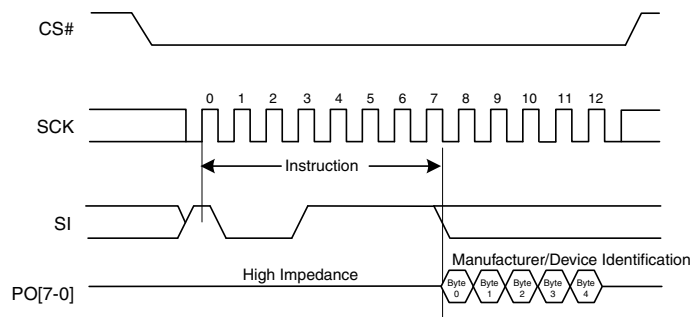 CS#
0 1 2 3 4 5 6 7 8 9 10 11 12
SCK
Instruction
SI
Manufacturer/Device Identification
High Impedance
PO[7-0]
Byte 0
Byte 1
Byte 2
Byte 3
Byte 4